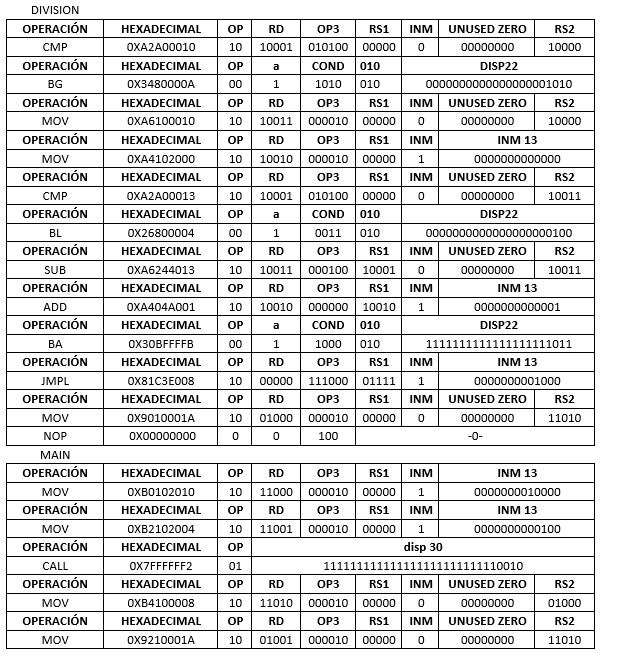 DIVISION
OPERACIÓN HEXADECIMAL OP RD OP3 RS1 INM UNUSED ZERO RS2
CMP 0XA2A00010 10 10001 010100 00000 0 00000000 10000
OPERACIÓN HEXADECIMAL OP a COND 010 DISP22
BG 0X3480000A 00 1 1010 010 0000000000000000001010
OPERACIÓN HEXADECIMAL OP RD OP3 RS1 INM UNUSED ZERO RS2
MOV 0XA6100010 10 10011 000010 00000 0 00000000 10000
OPERACIÓN HEXADECIMAL OP RD OP3 RS1 INM INM 13
MOV 0XA4102000 10 10010 000010 00000 1 0000000000000
OPERACIÓN HEXADECIMAL OP RD OP3 RS1 INM UNUSED ZERO RS2
CMP 0XA2A00013 10 10001 010100 00000 0 00000000 10011
OPERACIÓN HEXADECIMAL OP a COND 010 DISP22
BL 0X26800004 00 1 0011 010 0000000000000000000100
OPERACIÓN HEXADECIMAL OP RD OP3 RS1 INM UNUSED ZERO RS2
SUB 0XA6244013 10 10011 000100 10001 0 00000000 10011
OPERACIÓN HEXADECIMAL OP RD OP3 RS1 INM INM 13
ADD 0XA404A001 10 10010 000000 10010 1 0000000000001
OPERACIÓN HEXADECIMAL OP a COND 010 DISP22
BA 0X30BFFFFB 00 1 1000 010 1111111111111111111011
OPERACIÓN HEXADECIMAL OP RD OP3 RS1 INM INM 13
JMPL 0X81C3E008 10 00000 111000 01111 1 0000000001000
OPERACIÓN HEXADECIMAL OP RD OP3 RS1 INM UNUSED ZERO RS2
MOV 0X9010001A 10 01000 000010 00000 0 00000000 11010
NOP 0X00000000 0 0 100 -0-
MAIN
OPERACIÓN HEXADECIMAL OP RD OP3 RS1 INM INM 13
MOV 0XB0102010 10 11000 000010 00000 1 0000000010000
OPERACIÓN HEXADECIMAL OP RD OP3 RS1 INM INM 13
MOV 0XB2102004 10 11001 000010 00000 1 0000000000100
OPERACIÓN HEXADECIMAL OP disp 30
CALL 0X7FFFFFF2 01 111111111111111111111111110010
OPERACIÓN HEXADECIMAL OP RD OP3 RS1 INM UNUSED ZERO RS2
MOV 0XB4100008 10 11010 000010 00000 0 00000000 01000
OPERACIÓN HEXADECIMAL OP RD OP3 RS1 INM UNUSED ZERO RS2
MOV 0X9210001A 10 01001 000010 00000 0 00000000 11010